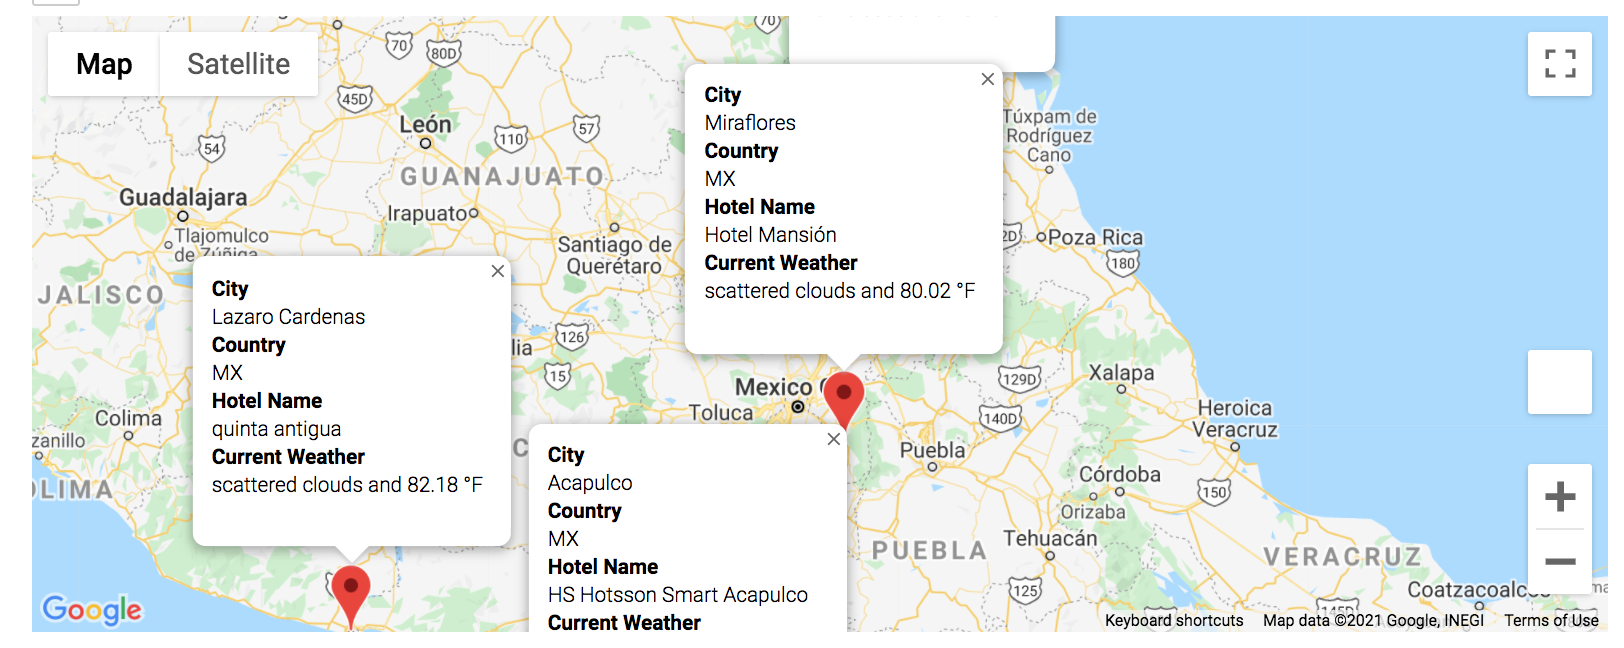 Map
Satellite
70
80D
70
45D
León
110
57
54
GUANAJUATO
Guadalajara
Irapuato
Tlajomulco
de Zúñiga
Santiago de
Querétaro
JALISCO
Túxpam de
Rodríguez
Cano
2D
Poza Rica
180
City
Miraflores
Country
MX
Hotel Name
Hotel Mansión
Current Weather
scattered clouds and 80.02 °F
City
Lazaro Cardenas
Country
MX
Hotel Name
quinta antigua
Current Weather
scattered clouds and 82.18 °F
lia
126
15
Mexico
Toluca
129D
Xalapa
140D
Heroica
Veracruz
Colima
zanillo
OLIMA
C
Puebla
Córdoba
150
Orizaba
City
Acapulco
Country
MX
Hotel Name
HS Hotsson Smart Acapulco
Current Weather
PUEBLA
Tehuacán
VERACRUZ
125
Coatzacoalc
145D
Google
Keyboard shortcuts
Map data ©2021 Google, INEGI
Terms of Use